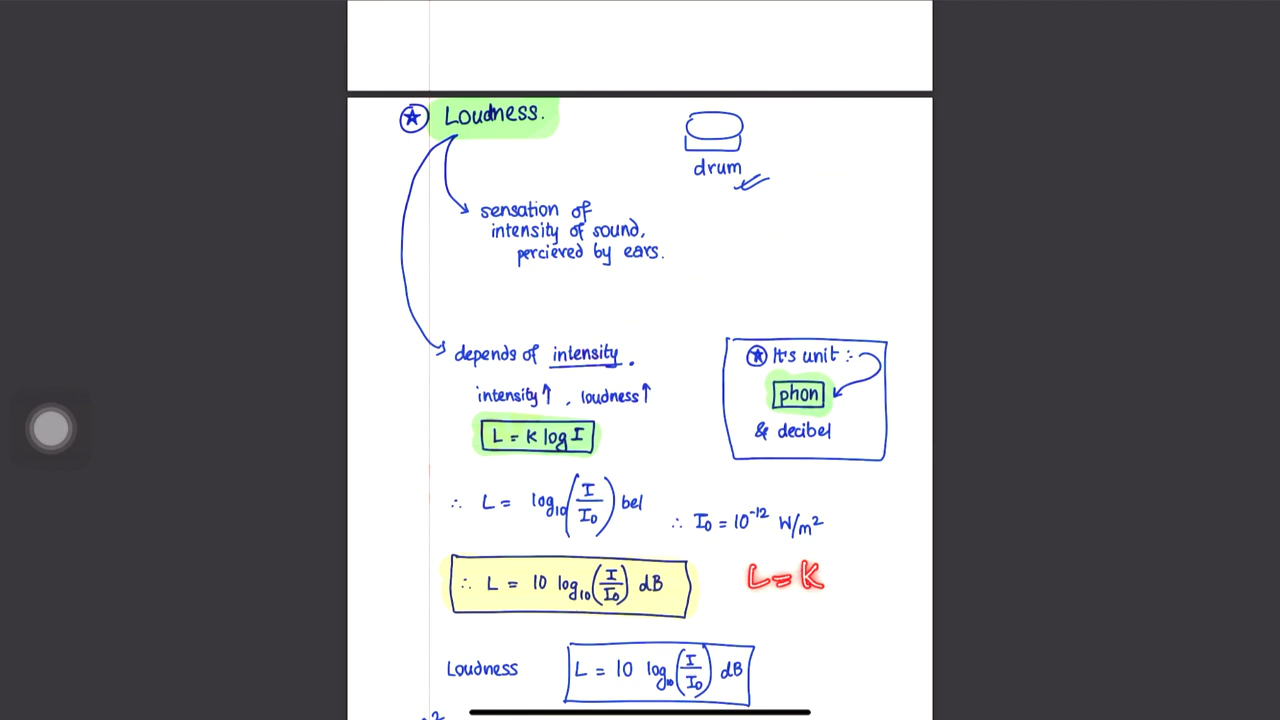 Loudness.
drum
sensation of
intensity of sound,
percieved by ears.
depends of intensity.
intensity↑, loudness↑
L = K log I
It's unit :-
phon
& decibel
∴ L = log₁₀(I/I₀) bel
∴ I₀ = 10⁻¹² W/m²
∴ L = 10 log₁₀(I/I₀) dB
L = K
Loudness L = 10 log₁₀(I/I₀) dB
2